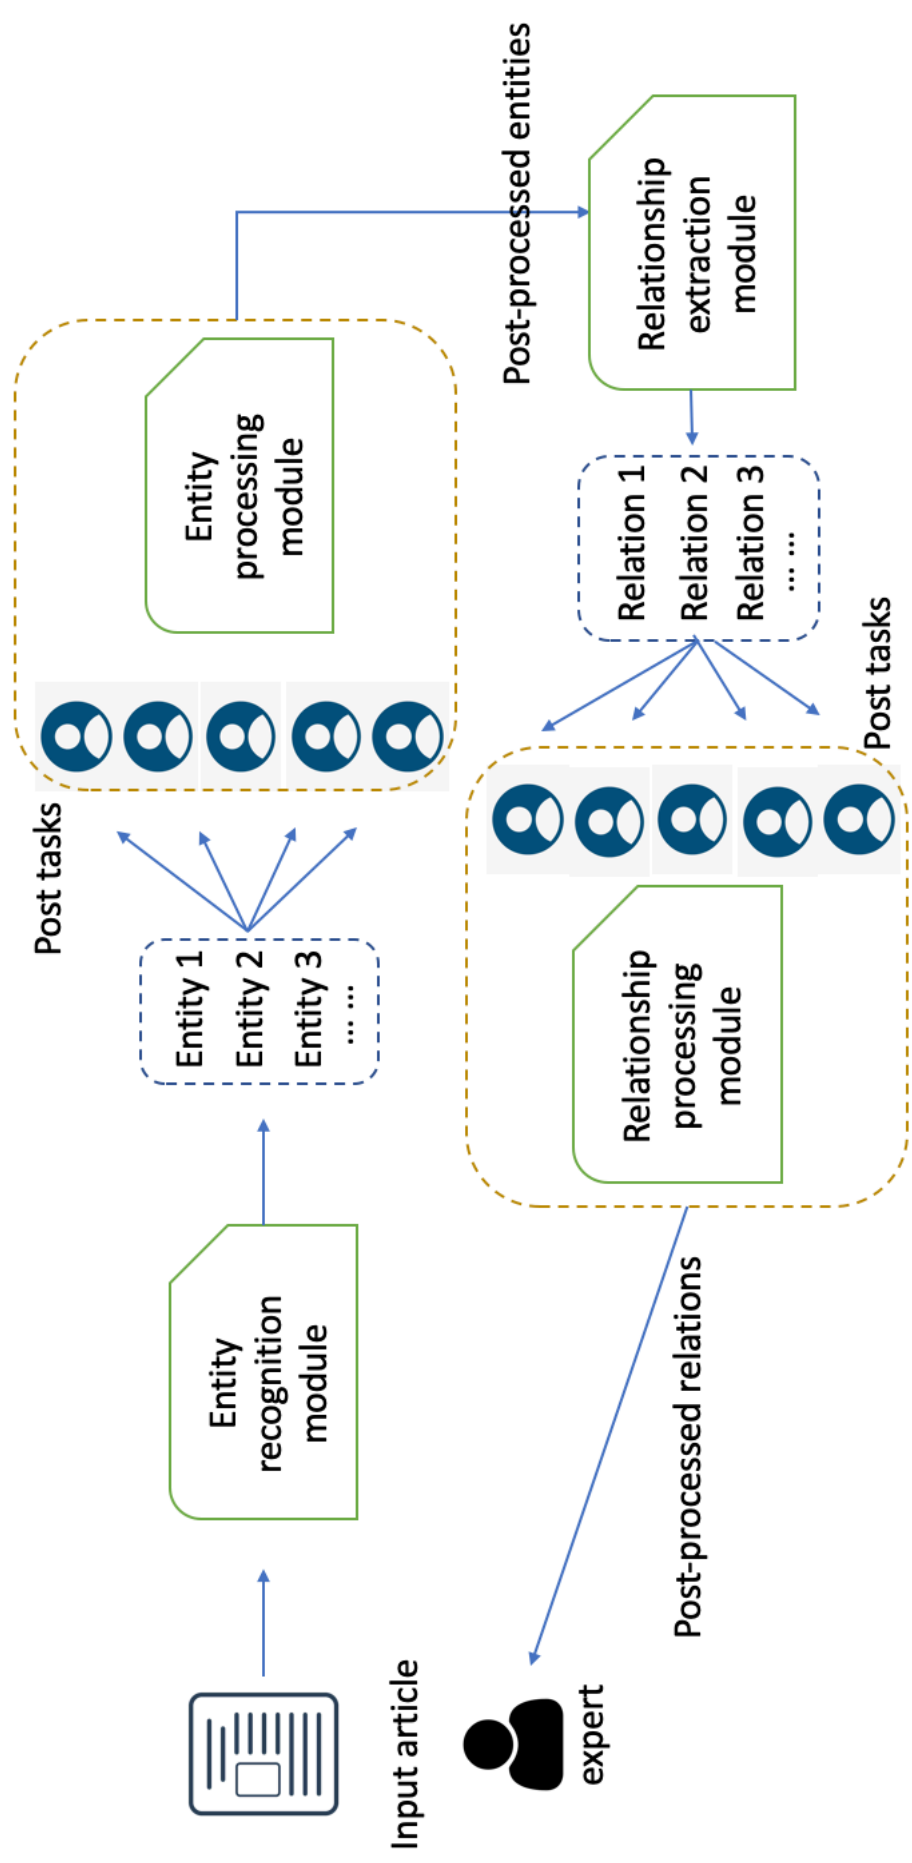 Input article
Entity
recognition
module
Entity 1
Entity 2
Entity 3
... ...
Post tasks
Entity
processing
module
Post-processed entities
Relationship
extraction
module
Relation 1
Relation 2
Relation 3
... ...
Post tasks
Relationship
processing
module
Post-processed relations
expert